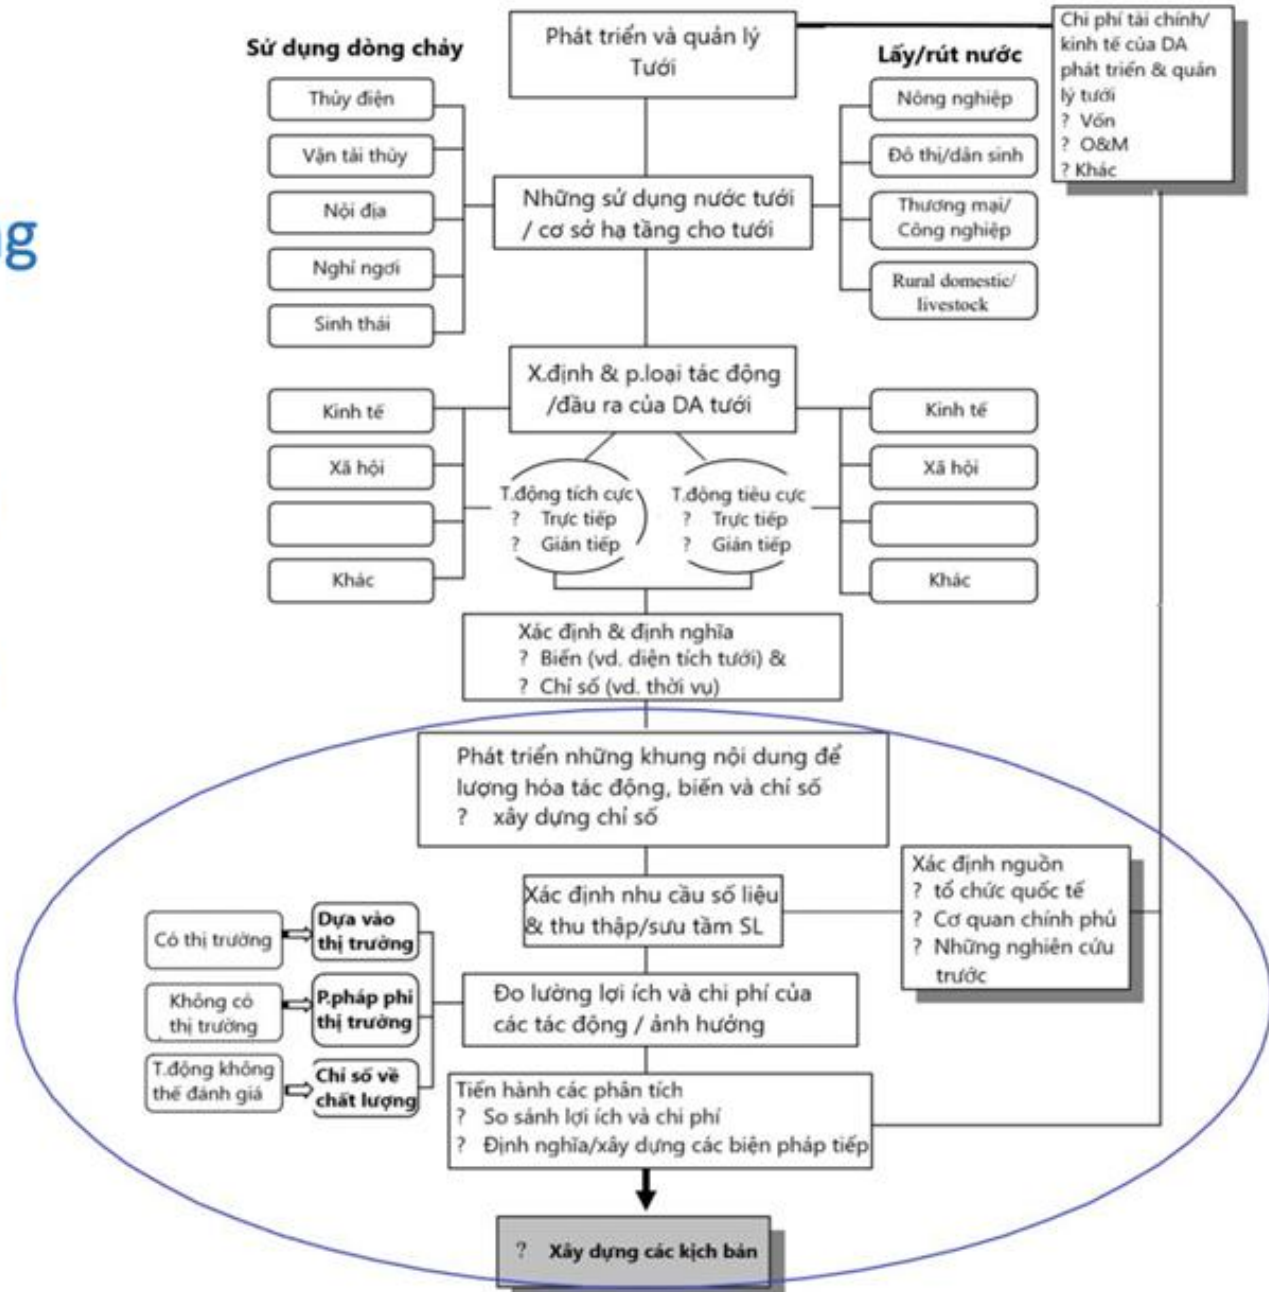 Phát triển và quản lý
Tưới
Chi phí tài chính/
kinh tế của DA
phát triển & quản
lý tưới
? Vốn
? O&M
? Khác
Sử dụng dòng chảy
Thủy điện
Vận tải thủy
Nội địa
Nghỉ ngơi
Sinh thái
Lấy/rút nước
Nông nghiệp
Đô thị/dân sinh
Thương mại/
Công nghiệp
Rural domestic/
livestock
Những sử dụng nước tưới
/ cơ sở hạ tầng cho tưới
ng
X.định & p.loại tác động
/đầu ra của DA tưới
Kinh tế
Xã hội
Khác
Kinh tế
Xã hội
Khác
T.động tích cực
? Trực tiếp
? Gián tiếp
T.động tiêu cực
? Trực tiếp
? Gián tiếp
Xác định & định nghĩa
? Biến (vd. diện tích tưới) &
? Chỉ số (vd. thời vụ)
Phát triển những khung nội dung để
lượng hóa tác động, biến và chỉ số
? xây dựng chỉ số
Xác định nhu cầu số liệu
& thu thập/sưu tầm SL
Xác định nguồn
? tổ chức quốc tế
? Cơ quan chính phủ
? Những nghiên cứu
trước
Có thị trường
Dựa vào
thị trường
Không có
thị trường
P.pháp phi
thị trường
T.động không
thể đánh giá
Chỉ số về
chất lượng
Đo lường lợi ích và chi phí của
các tác động / ảnh hưởng
Tiến hành các phân tích
? So sánh lợi ích và chi phí
? Định nghĩa/xây dựng các biện pháp tiếp
? Xây dựng các kịch bản